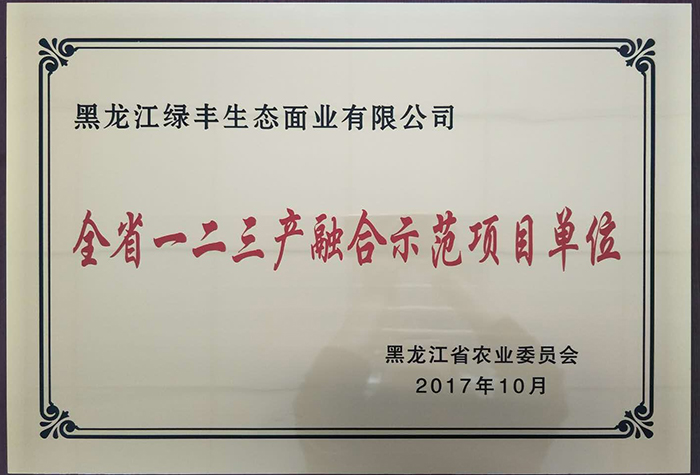 黑龙江绿丰生态面业有限公司
全省一二三产融合示范项目单位
黑龙江省农业委员会
2017年10月